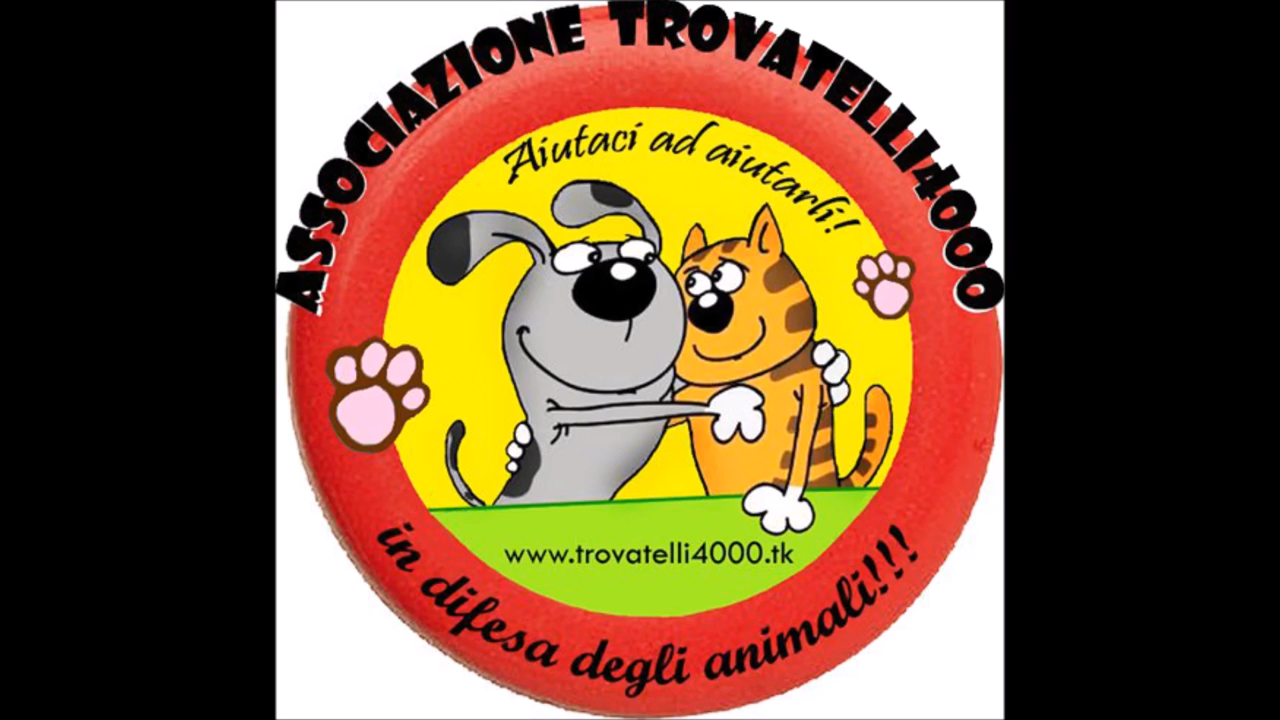 ASSOCIAZIONE TROVATELLI4000
Aiutaci ad aiutarli!
www.trovatelli4000.tk
in difesa degli animali!!!